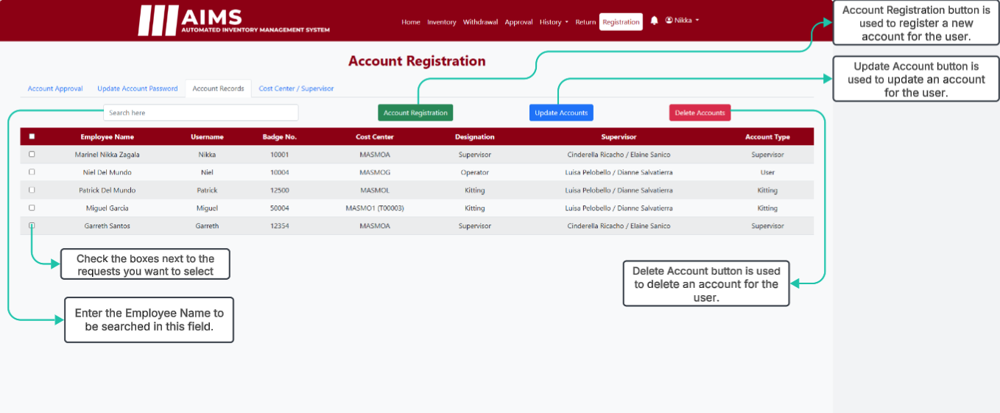 AIMS
AUTOMATED INVENTORY MANAGEMENT SYSTEM
Home Inventory Withdrawal Approval History Return Registration Nikka
Account Registration button is
used to register a new
account for the user.
Account Registration
Update Account button is
used to update an account
for the user.
Account Approval Update Account Password Account Records Cost Center / Supervisor
Search here Account Registration Update Accounts Delete Accounts
Employee Name Username Badge No. Cost Center Designation Supervisor Account Type
Marinel Nikka Zagala Nikka 10001 MASMOA Supervisor Cinderella Ricacho / Elaine Sanico Supervisor
Niel Del Mundo Niel 10004 MASMOG Operator Luisa Pelobello / Dianne Salvatierra User
Patrick Del Mundo Patrick 12500 MASMOL Kitting Luisa Pelobello / Dianne Salvatierra Kitting
Miguel Garcia Miguel 50004 MASMO1 (T00003) Kitting Luisa Pelobello / Dianne Salvatierra Kitting
Garreth Santos Garreth 12354 MASMOA Supervisor Cinderella Ricacho / Elaine Sanico Supervisor
Check the boxes next to the
requests you want to select
Delete Account button is used
to delete an account for the
user.
Enter the Employee Name to
be searched in this field.